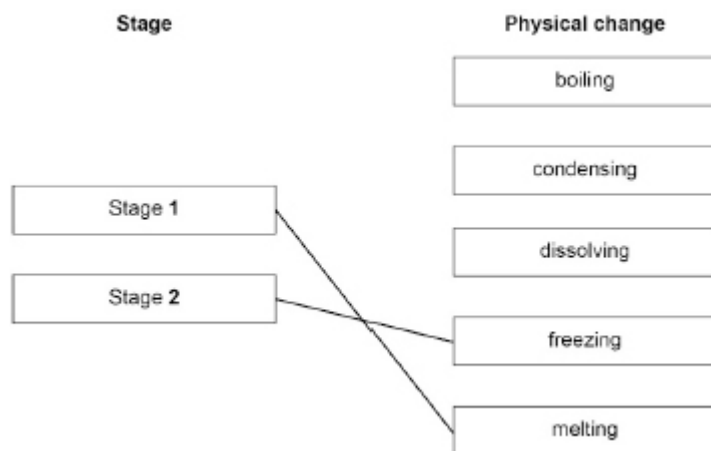 Stage
Physical change
boiling
condensing
Stage 1
dissolving
Stage 2
freezing
melting